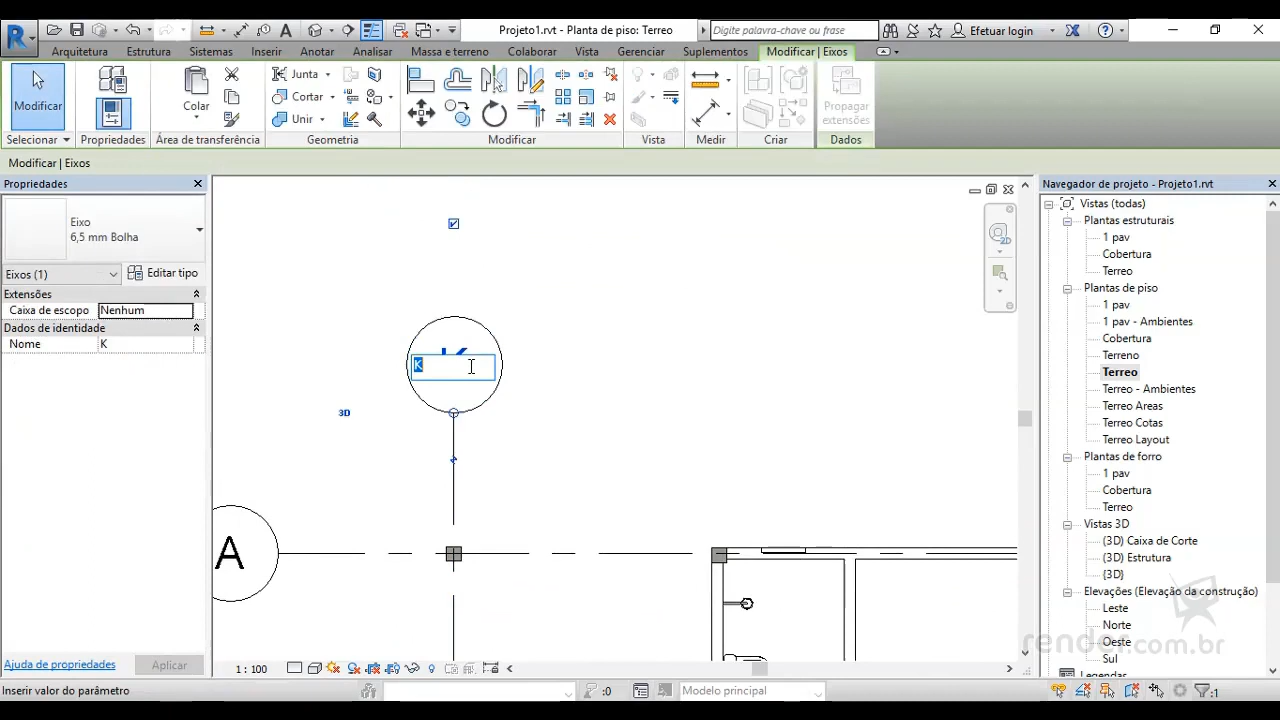 Projeto1.rvt - Planta de piso: Terreo
Digite palavra-chave ou frase
Efetuar login
Arquitetura Estrutura Sistemas Inserir Anotar Analisar Massa e terreno Colaborar Vista Gerenciar Suplementos Modificar | Eixos
Modificar
Colar
Junta
Cortar
Unir
Propagar extensões
Selecionar Propriedades Área de transferência Geometria Modificar Vista Medir Criar Dados
Modificar | Eixos
Propriedades
Eixo
6,5 mm Bolha
Eixos (1)
Editar tipo
Extensões
Caixa de escopo Nenhum
Dados de identidade
Nome K
Ajuda de propriedades
Aplicar
K
3D
A
2D
1 : 100
Navegador de projeto - Projeto1.rvt
Vistas (todas)
Plantas estruturais
1 pav
Cobertura
Terreo
Plantas de piso
1 pav
1 pav - Ambientes
Cobertura
Terreno
Terreo
Terreo - Ambientes
Terreo Areas
Terreo Cotas
Terreo Layout
Plantas de forro
1 pav
Cobertura
Terreo
Vistas 3D
(3D) Caixa de Corte
(3D) Estrutura
{3D}
Elevações (Elevação da construção)
Leste
Norte
Oeste
Sul
render.com.br
Inserir valor do parâmetro
:0
Modelo principal
:1